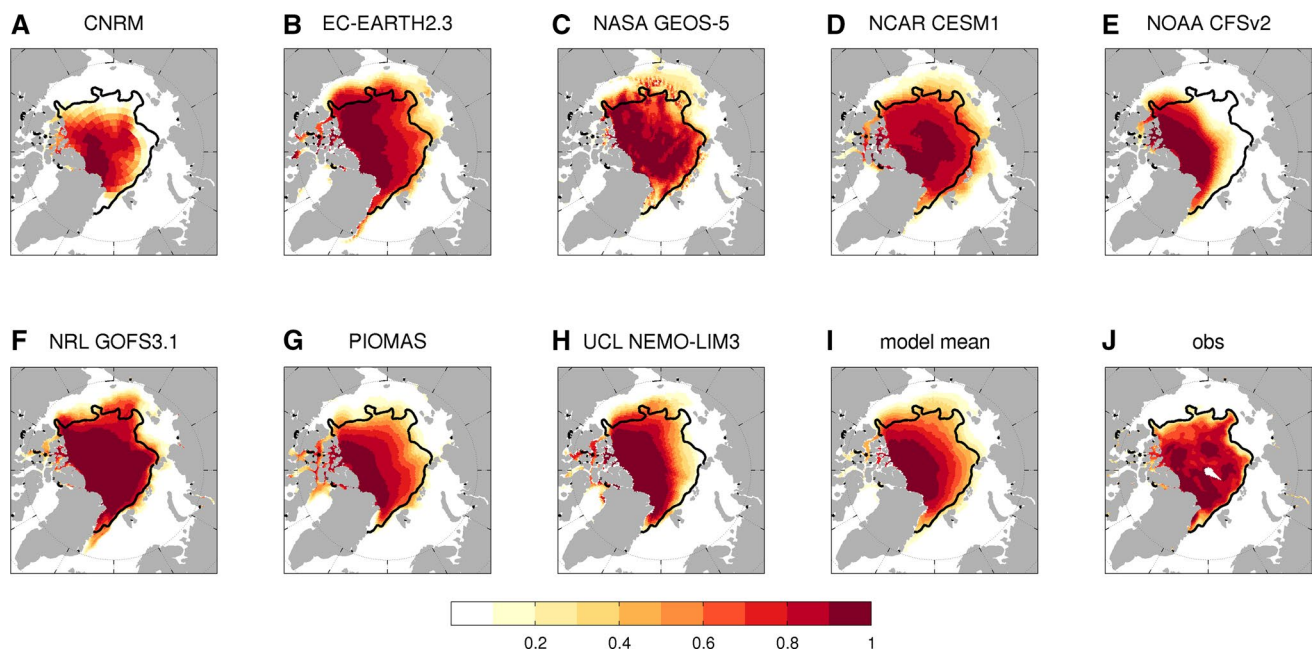 A CNRM
B EC-EARTH2.3
C NASA GEOS-5
D NCAR CESM1
E NOAA CFSv2
F NRL GOFS3.1
G PIOMAS
H UCL NEMO-LIM3
I model mean
J obs
0.2 0.4 0.6 0.8 1